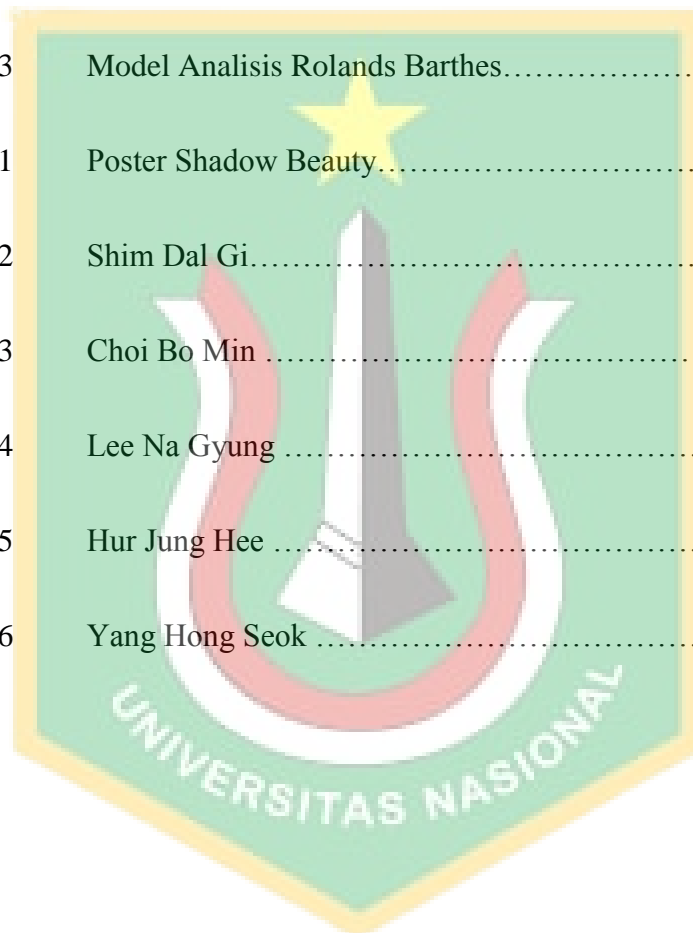 3 Model Analisis Rolands Barthes………………
1 Poster Shadow Beauty………………………
2 Shim Dal Gi……………………………………
3 Choi Bo Min ……………………………………
4 Lee Na Gyung …………………………………
5 Hur Jung Hee …………………………………
6 Yang Hong Seok ………………………………
UNIVERSITAS NASIONAL